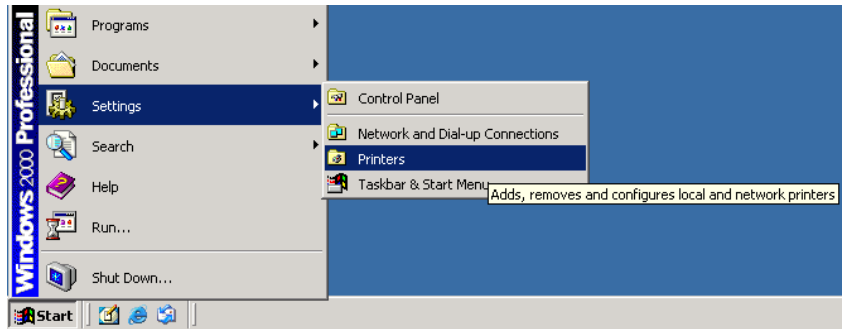 Windows 2000 Professional
Programs
Documents
Settings
Search
Help
Run...
Shut Down...
Control Panel
Network and Dial-up Connections
Printers
Taskbar & Start Menu
Adds, removes and configures local and network printers
Start